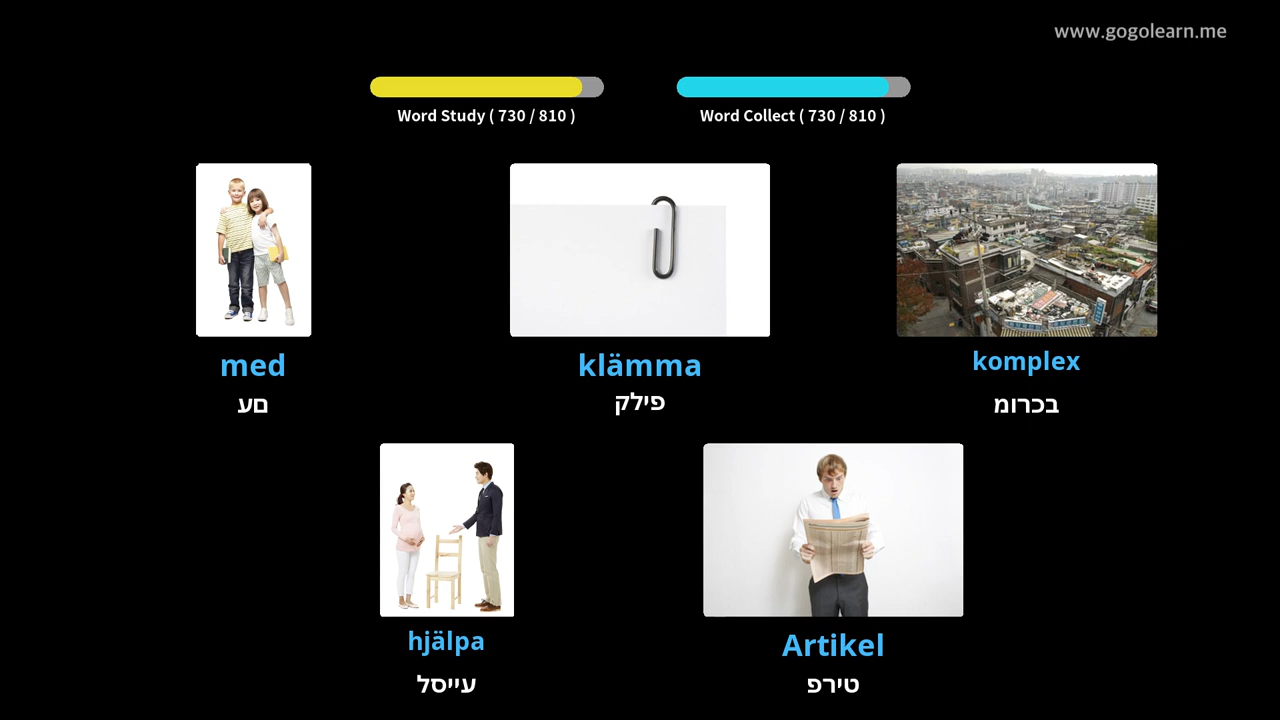 www.gogolearn.me
Word Study ( 730 / 810 )
Word Collect ( 730 / 810 )
med
םע
klämma
פילק
komplex
בכרומ
hjälpa
עייסל
Artikel
טירפ